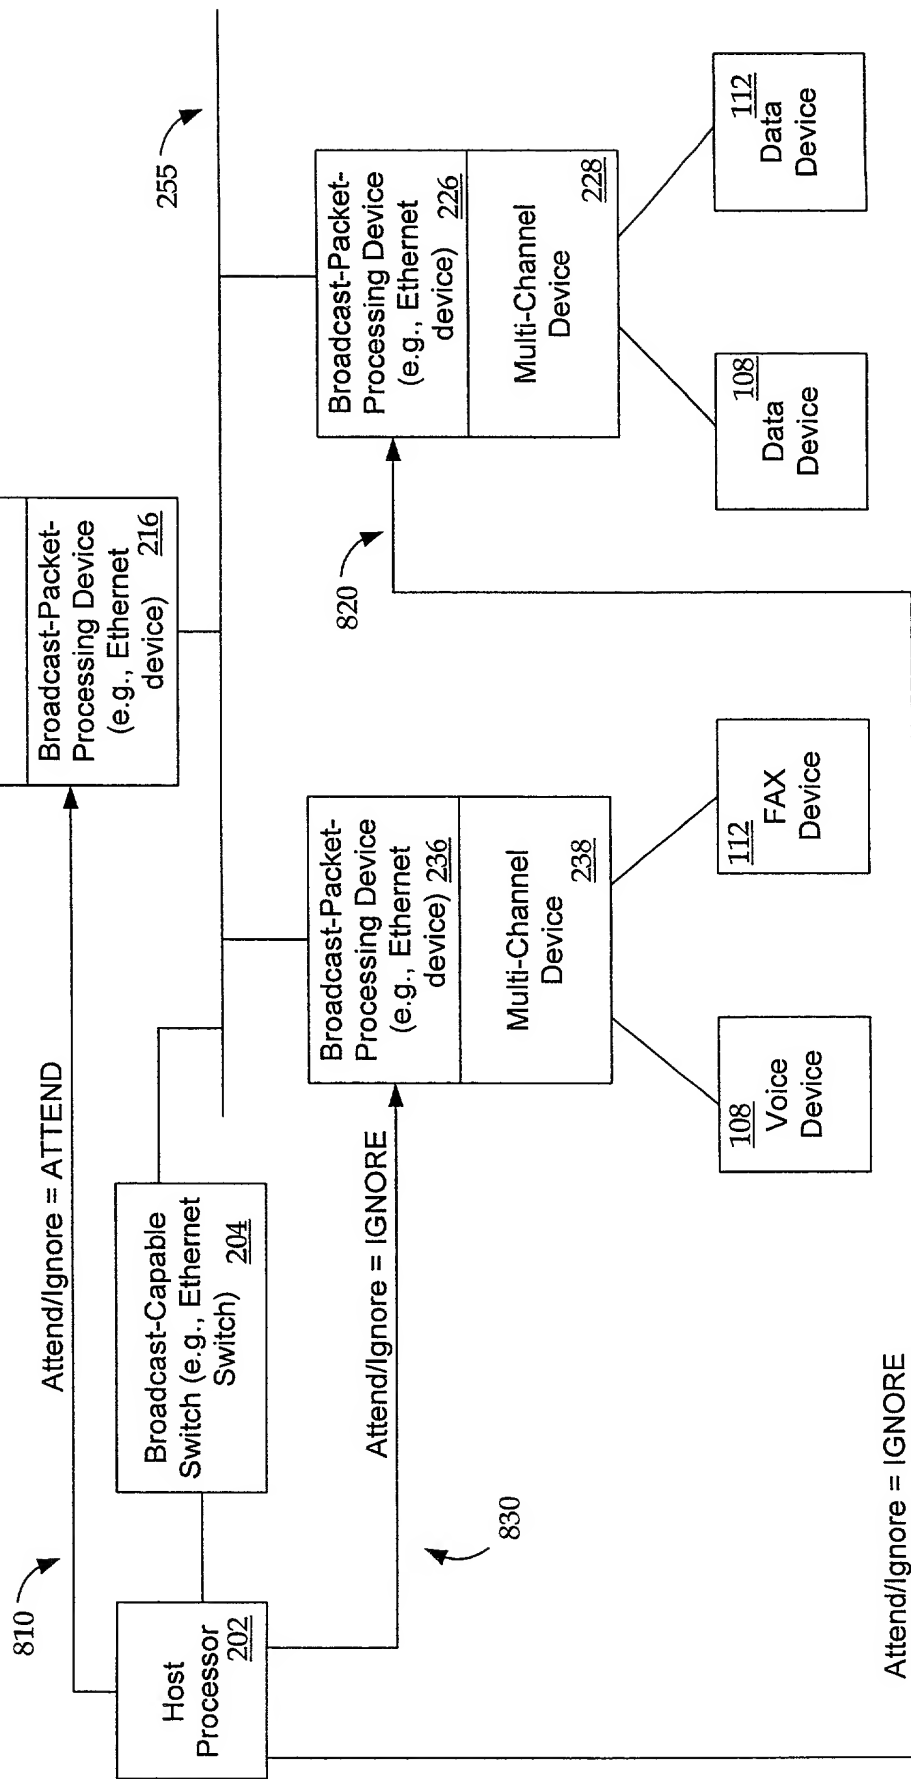 810
Attend/Ignore = ATTEND
Host
Processor
202
Broadcast-Capable
Switch (e.g., Ethernet
Switch) 204
Broadcast-Packet-
Processing Device
(e.g., Ethernet
device) 216
255
830
Attend/Ignore = IGNORE
Broadcast-Packet-
Processing Device
(e.g., Ethernet
device) 236
Multi-Channel
Device
238
820
Broadcast-Packet-
Processing Device
(e.g., Ethernet
device) 226
Multi-Channel
Device
228
108
Voice
Device
112
FAX
Device
108
Data
Device
112
Data
Device
Attend/Ignore = IGNORE